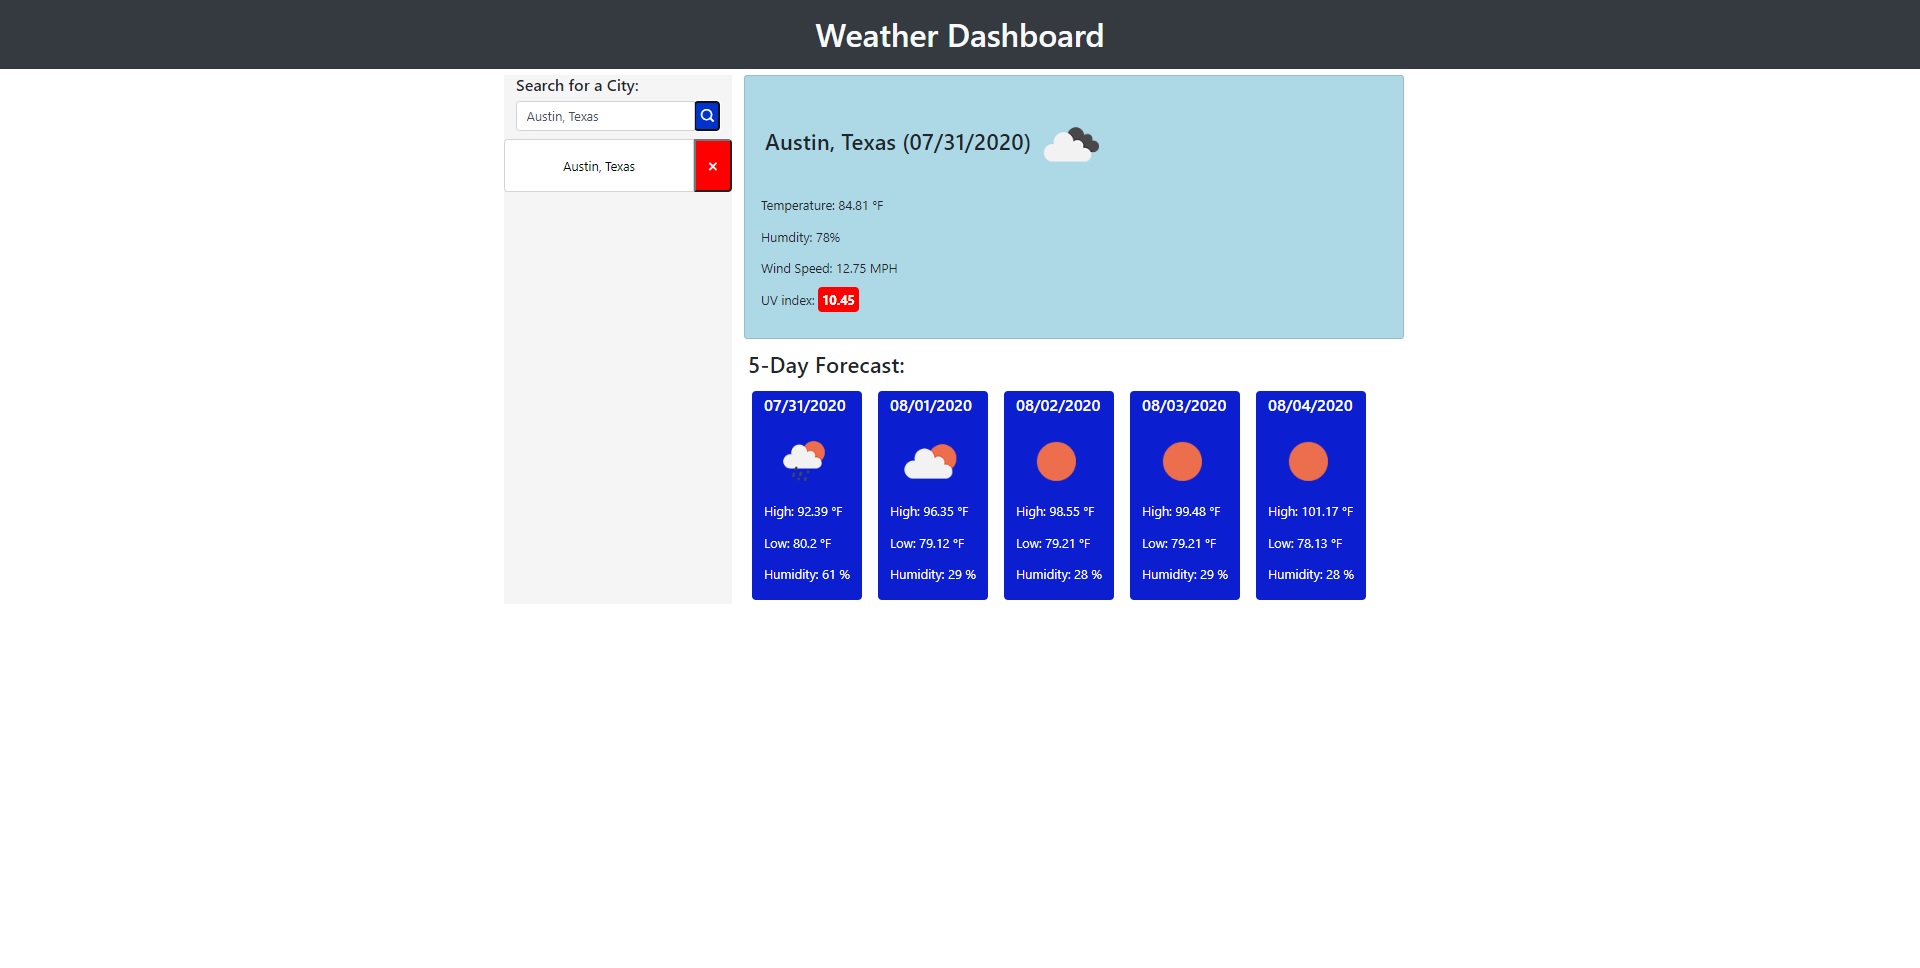 Weather Dashboard
Search for a City:
Austin, Texas
Austin, Texas ×
Austin, Texas (07/31/2020)
Temperature: 84.81 °F
Humdity: 78%
Wind Speed: 12.75 MPH
UV index: 10.45
5-Day Forecast:
07/31/2020
High: 92.39 °F
Low: 80.2 °F
Humidity: 61 %
08/01/2020
High: 96.35 °F
Low: 79.12 °F
Humidity: 29 %
08/02/2020
High: 98.55 °F
Low: 79.21 °F
Humidity: 28 %
08/03/2020
High: 99.48 °F
Low: 79.21 °F
Humidity: 29 %
08/04/2020
High: 101.17 °F
Low: 78.13 °F
Humidity: 28 %